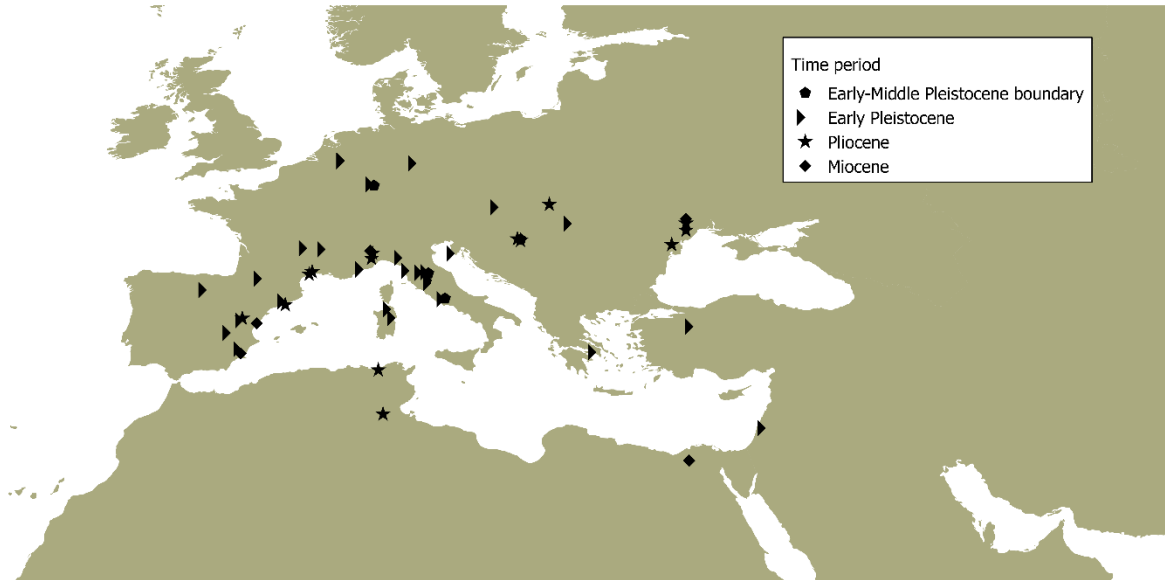 Time period
Early-Middle Pleistocene boundary
Early Pleistocene
Pliocene
Miocene